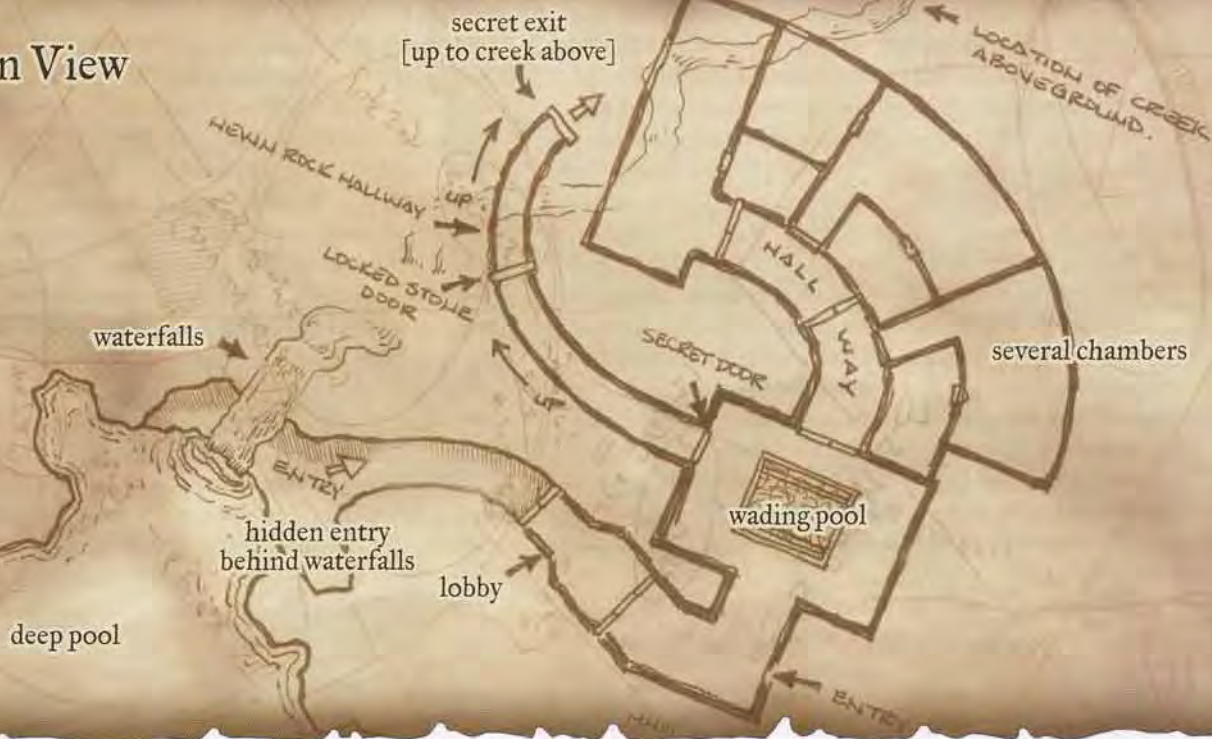 n View
secret exit
[up to creek above]
LOCATION OF CREEK
ABOVEGROUND.
HEWN ROCK HALLWAY
UP
LOCKED STONE
DOOR
HALL
WAY
SECRET DOOR
waterfalls
several chambers
UP
ENTRY
wading pool
hidden entry
behind waterfalls
lobby
deep pool
ENTRY